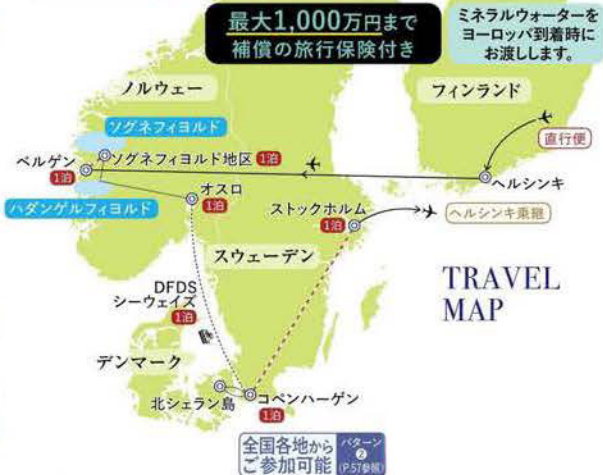 最大1,000万円まで
補償の旅行保険付き
ミネラルウォーターを
ヨーロッパ到着時に
お渡しします。
ノルウェー
フィンランド
ソグネフィヨルド
直行便
ベルゲン
1泊
ソグネフィヨルド地区 1泊
ヘルシンキ
ハダンゲルフィヨルド
オスロ
1泊
ストックホルム
1泊
ヘルシンキ乗継
スウェーデン
DFDS
シーウェイズ
1泊
TRAVEL
MAP
デンマーク
北シェラン島
コペンハーゲン
1泊
全国各地から
ご参加可能
パターン
2
(P.57参照)